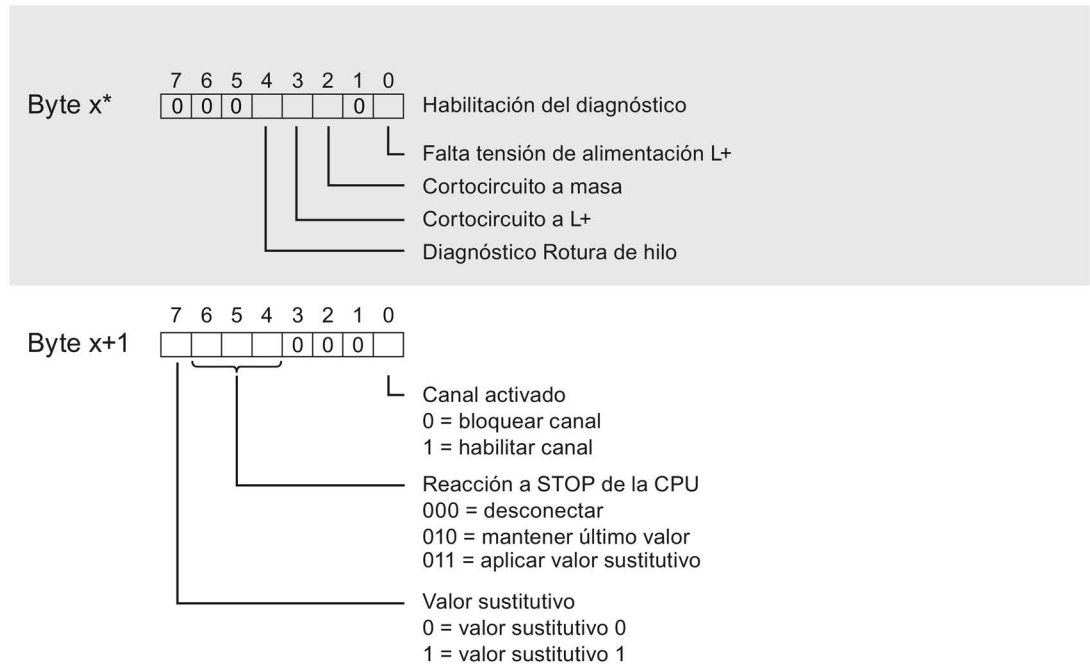 7 6 5 4 3 2 1 0
Byte x* 0 0 0 0 Habilitación del diagnóstico
Falta tensión de alimentación L+
Cortocircuito a masa
Cortocircuito a L+
Diagnóstico Rotura de hilo
7 6 5 4 3 2 1 0
Byte x+1 0 0 0
Canal activado
0 = bloquear canal
1 = habilitar canal
Reacción a STOP de la CPU
000 = desconectar
010 = mantener último valor
011 = aplicar valor sustitutivo
Valor sustitutivo
0 = valor sustitutivo 0
1 = valor sustitutivo 1